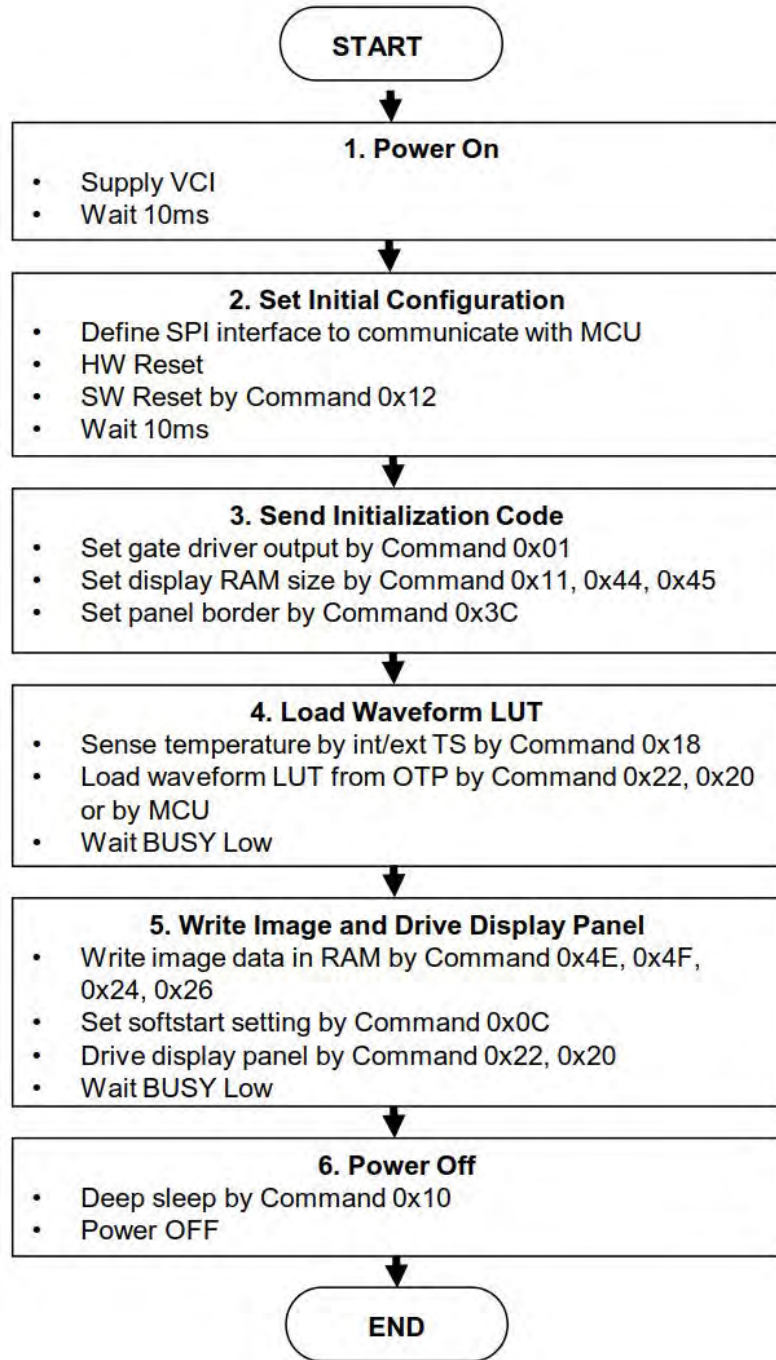 START
1. Power On
• Supply VCI
• Wait 10ms
2. Set Initial Configuration
• Define SPI interface to communicate with MCU
• HW Reset
• SW Reset by Command 0x12
• Wait 10ms
3. Send Initialization Code
• Set gate driver output by Command 0x01
• Set display RAM size by Command 0x11, 0x44, 0x45
• Set panel border by Command 0x3C
4. Load Waveform LUT
• Sense temperature by int/ext TS by Command 0x18
• Load waveform LUT from OTP by Command 0x22, 0x20
or by MCU
• Wait BUSY Low
5. Write Image and Drive Display Panel
• Write image data in RAM by Command 0x4E, 0x4F,
0x24, 0x26
• Set softstart setting by Command 0x0C
• Drive display panel by Command 0x22, 0x20
• Wait BUSY Low
6. Power Off
• Deep sleep by Command 0x10
• Power OFF
END